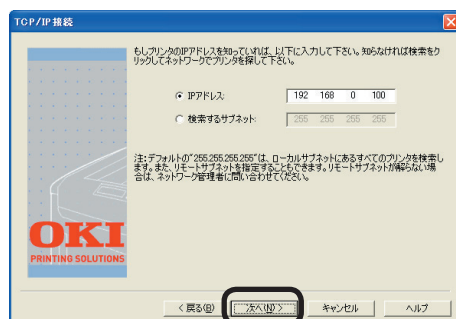 TCP/IP 接続
もしプリンタのIPアドレスを知っていれば、以下に入力して下さい。知らなければ検索をク
リックしてネットワークでプリンタを探して下さい。
IPアドレス: 192 168 0 100
検索するサブネット: 255 255 255 255
注:デフォルトの"255.255.255.255"は、ローカルサブネットにあるすべてのプリンタを検索し
ます。また、リモートサブネットを指定することもできます。リモートサブネットが解らない場
合は、ネットワーク管理者に問い合わせてください。
OKI
PRINTING SOLUTIONS
< 戻る(B) 次へ(N) > キャンセル ヘルプ